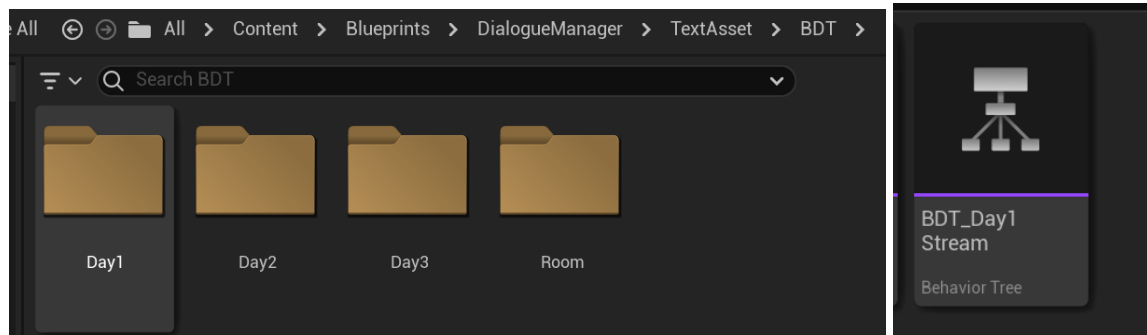 All All > Content > Blueprints > DialogueManager > TextAsset > BDT >
Search BDT
Day1 Day2 Day3 Room
BDT_Day1
Stream
Behavior Tree